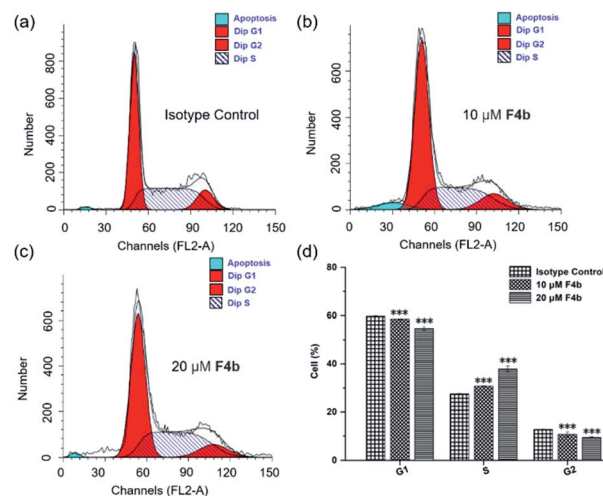 (a)
Apoptosis
Dip G1
Dip G2
Dip S
Isotype Control
Number
800
600
400
200
0
0 30 60 90 120 150
Channels (FL2-A)
(b)
Apoptosis
Dip G1
Dip G2
Dip S
10 µM F4b
Number
600
400
200
0
0 30 60 90 120 150
Channels (FL2-A)
(c)
Apoptosis
Dip G1
Dip G2
Dip S
20 µM F4b
Number
600
400
200
0
0 30 60 90 120 150
Channels (FL2-A)
(d)
Isotype Control
10 µM F4b
20 µM F4b
Cell (%)
80
60
40
20
0
*** ***
*** ***
*** ***
G1 S G2